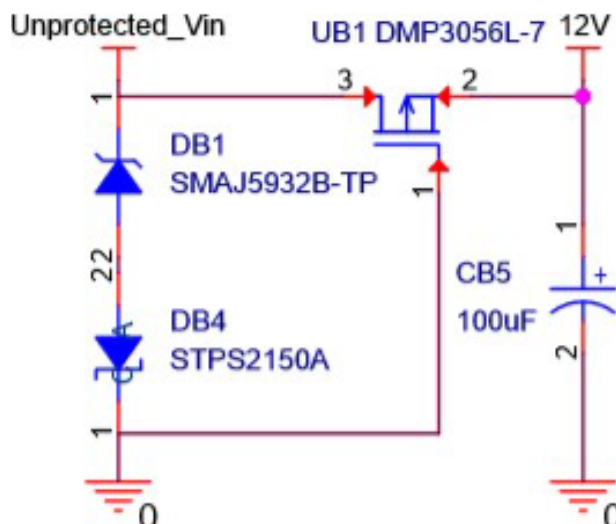 Unprotected_Vin
UB1 DMP3056L-7
12V
3
2
1
DB1
SMAJ5932B-TP
1
22
1
CB5
100uF
+
DB4
C A
STPS2150A
2
1
0
0